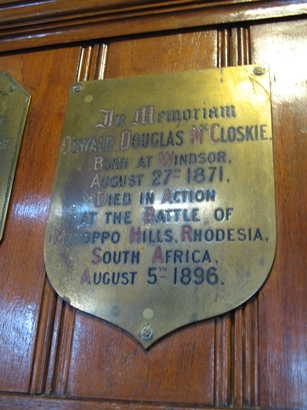 In Memoriam
Donald Douglas McCloskie.
Born at Windsor,
August 27th 1871.
Died in Action
at the Battle of
Matoppo Hills, Rhodesia,
South Africa,
August 5th 1896.